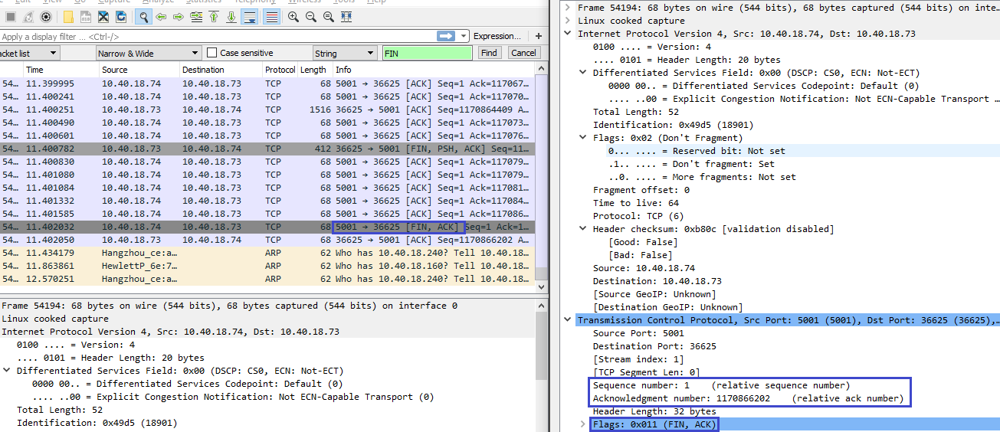 Edit View Go Capture Analyze Statistics Telephony Wireless Tools Help
Apply a display filter ... <Ctrl-/> Expression... +
acket list Narrow & Wide Case sensitive String FIN Find Cancel
Time Source Destination Protocol Length Info
54... 11.399995 10.40.18.74 10.40.18.73 TCP 68 5001 → 36625 [ACK] Seq=1 Ack=117067...
54... 11.400241 10.40.18.74 10.40.18.73 TCP 68 5001 → 36625 [ACK] Seq=1 Ack=117070...
54... 11.400251 10.40.18.73 10.40.18.74 TCP 1516 36625 → 5001 [ACK] Seq=1170864409 A...
54... 11.400490 10.40.18.74 10.40.18.73 TCP 68 5001 → 36625 [ACK] Seq=1 Ack=117073...
54... 11.400601 10.40.18.74 10.40.18.73 TCP 68 5001 → 36625 [ACK] Seq=1 Ack=117076...
54... 11.400782 10.40.18.73 10.40.18.74 TCP 412 36625 → 5001 [FIN, PSH, ACK] Seq=11...
54... 11.400830 10.40.18.74 10.40.18.73 TCP 68 5001 → 36625 [ACK] Seq=1 Ack=117079...
54... 11.401080 10.40.18.74 10.40.18.73 TCP 68 5001 → 36625 [ACK] Seq=1 Ack=117079...
54... 11.401084 10.40.18.74 10.40.18.73 TCP 68 5001 → 36625 [ACK] Seq=1 Ack=117081...
54... 11.401332 10.40.18.74 10.40.18.73 TCP 68 5001 → 36625 [ACK] Seq=1 Ack=117084...
54... 11.401585 10.40.18.74 10.40.18.73 TCP 68 5001 → 36625 [ACK] Seq=1 Ack=117086...
54... 11.402032 10.40.18.74 10.40.18.73 TCP 68 5001 → 36625 [FIN, ACK] Seq=1 Ack=1...
54... 11.402050 10.40.18.73 10.40.18.74 TCP 68 36625 → 5001 [ACK] Seq=1170866202 A...
54... 11.434179 Hangzhou_ce:a... ARP 62 Who has 10.40.18.240? Tell 10.40.18...
54... 11.863861 HewlettP_6e:7... ARP 62 Who has 10.40.18.160? Tell 10.40.18...
54... 12.570251 Hangzhou_ce:a... ARP 62 Who has 10.40.18.240? Tell 10.40.18...
Frame 54194: 68 bytes on wire (544 bits), 68 bytes captured (544 bits) on interface 0
Linux cooked capture
Internet Protocol Version 4, Src: 10.40.18.74, Dst: 10.40.18.73
0100 .... = Version: 4
.... 0101 = Header Length: 20 bytes
Differentiated Services Field: 0x00 (DSCP: CS0, ECN: Not-ECT)
0000 00.. = Differentiated Services Codepoint: Default (0)
.... ..00 = Explicit Congestion Notification: Not ECN-Capable Transport (0)
Total Length: 52
Identification: 0x49d5 (18901)
Frame 54194: 68 bytes on wire (544 bits), 68 bytes captured (544 bits) on inte...
Linux cooked capture
Internet Protocol Version 4, Src: 10.40.18.74, Dst: 10.40.18.73
0100 .... = Version: 4
.... 0101 = Header Length: 20 bytes
Differentiated Services Field: 0x00 (DSCP: CS0, ECN: Not-ECT)
0000 00.. = Differentiated Services Codepoint: Default (0)
.... ..00 = Explicit Congestion Notification: Not ECN-Capable Transport ...
Total Length: 52
Identification: 0x49d5 (18901)
Flags: 0x02 (Don't Fragment)
0... .... = Reserved bit: Not set
.1.. .... = Don't fragment: Set
..0. .... = More fragments: Not set
Fragment offset: 0
Time to live: 64
Protocol: TCP (6)
Header checksum: 0xb80c [validation disabled]
[Good: False]
[Bad: False]
Source: 10.40.18.74
Destination: 10.40.18.73
[Source GeoIP: Unknown]
[Destination GeoIP: Unknown]
Transmission Control Protocol, Src Port: 5001 (5001), Dst Port: 36625 (36625),...
Source Port: 5001
Destination Port: 36625
[Stream index: 1]
[TCP Segment Len: 0]
Sequence number: 1 (relative sequence number)
Acknowledgment number: 1170866202 (relative ack number)
Header Length: 32 bytes
Flags: 0x011 (FIN, ACK)